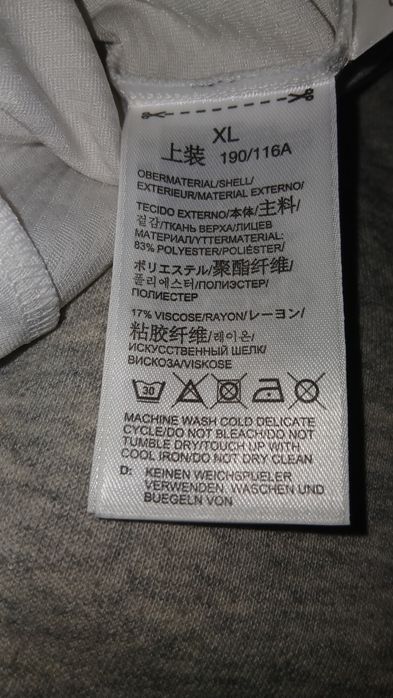 XL
上装 190/116A
OBERMATERIAL/SHELL/
EXTERIEUR/MATERIAL EXTERNO/
TECIDO EXTERNO/本体/主料/
겉감/ТКАНЬ ВЕРХА/ЛИЦЕВ
МАТЕРИАЛ/YTTERMATERIAL:
83% POLYESTER/POLIÉSTER/
ポリエステル/聚酯纤维/
폴리에스터/ПОЛИЭСТЕР/
ПОЛИЕСТЕР
17% VISCOSE/RAYON/レーヨン/
粘胶纤维/레이온/
ИСКУССТВЕННЫЙ ШЕЛК/
ВИСКОЗА/VISKOSE
30
MACHINE WASH COLD DELICATE
CYCLE/DO NOT BLEACH/DO NOT
TUMBLE DRY/TOUCH UP WITH
COOL IRON/DO NOT DRY CLEAN
D: KEINEN WEICHSPUELER
VERWENDEN. WASCHEN UND
BUEGELN VON